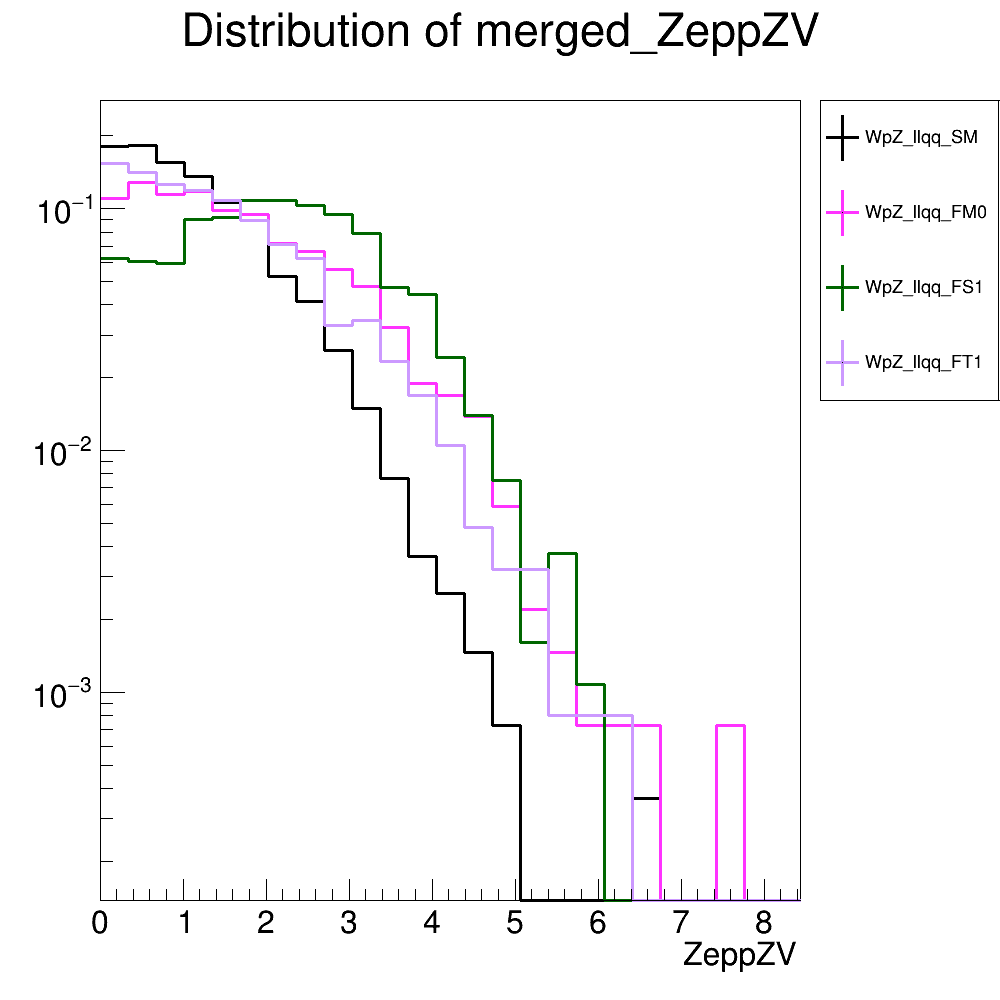 Distribution of merged_ZeppZV
WpZ_llqq_SM
WpZ_llqq_FM0
WpZ_llqq_FS1
WpZ_llqq_FT1
10⁻¹
10⁻²
10⁻³
0 1 2 3 4 5 6 7 8
ZeppZV